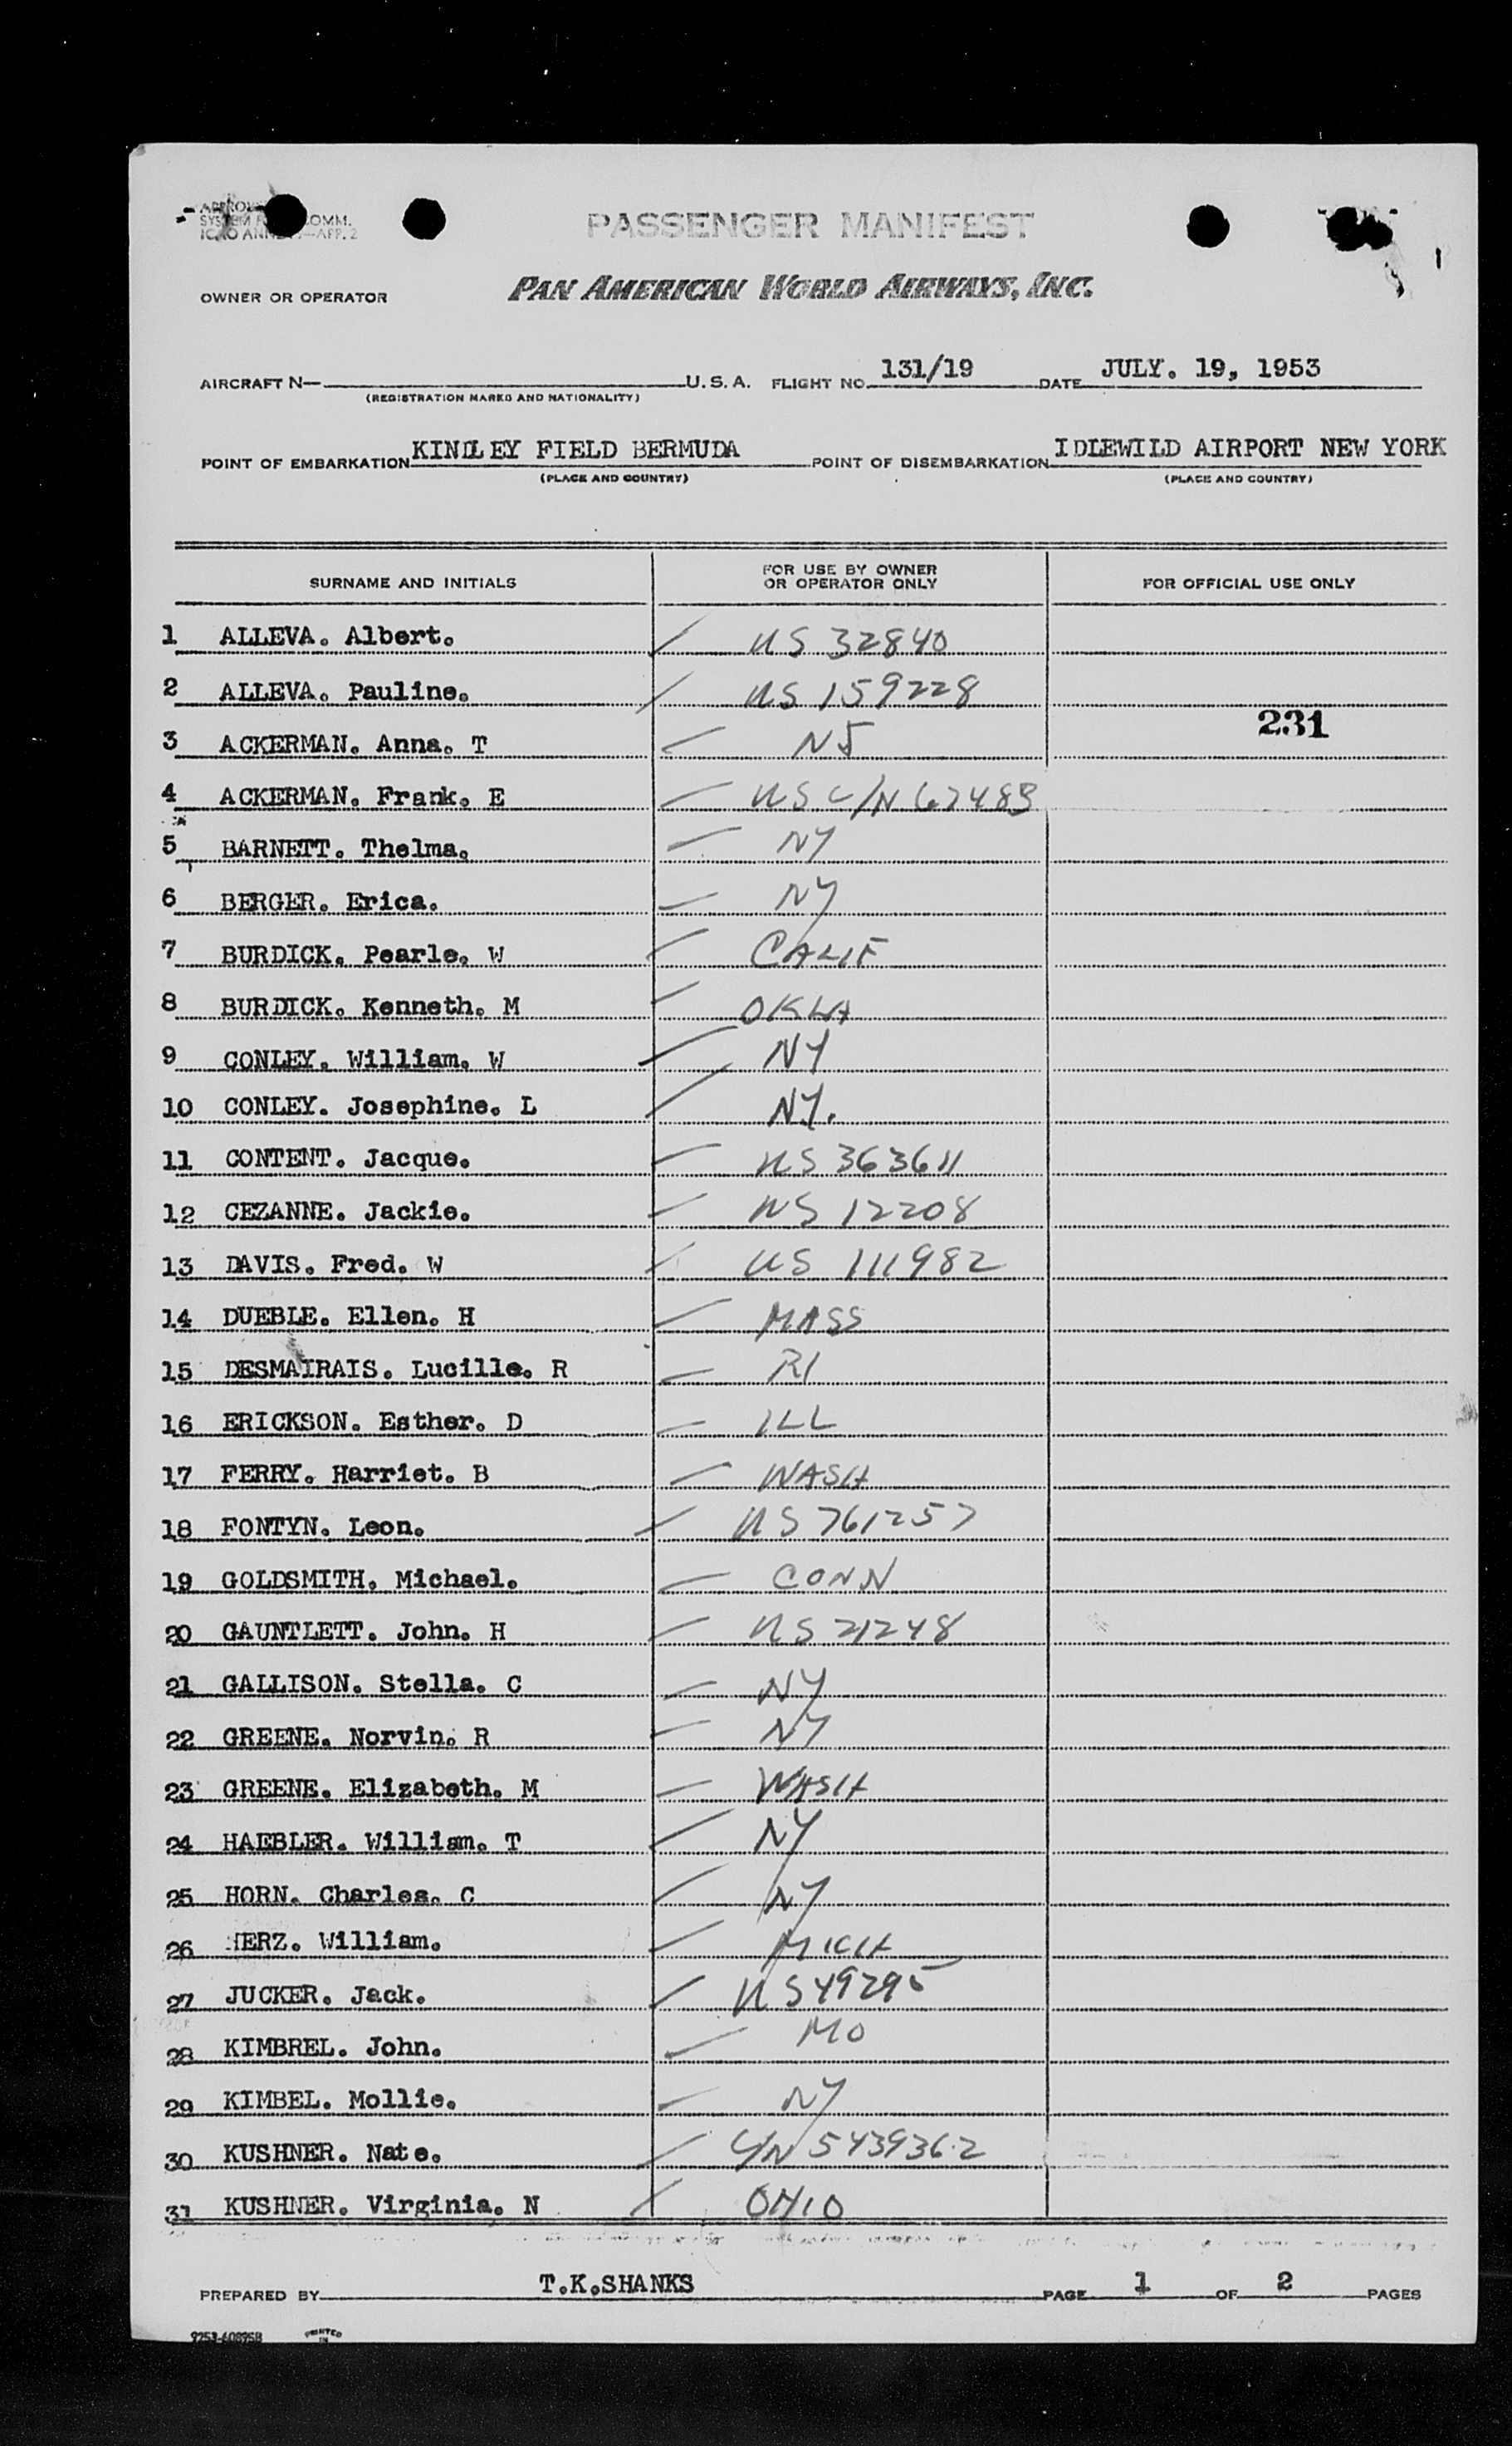 PASSENGER MANIFEST
1
OWNER OR OPERATOR PAN AMERICAN WORLD AIRWAYS, INC.
AIRCRAFT N— U.S.A. FLIGHT NO. 131/19 DATE JULY. 19, 1953
(REGISTRATION MARKS AND NATIONALITY)
POINT OF EMBARKATION KINDLEY FIELD BERMUDA POINT OF DISEMBARKATION IDLEWILD AIRPORT NEW YORK
(PLACE AND COUNTRY) (PLACE AND COUNTRY)
SURNAME AND INITIALS FOR USE BY OWNER OR OPERATOR ONLY FOR OFFICIAL USE ONLY
1 ALLEVA. Albert. US 32840
2 ALLEVA. Pauline. US 159228
231
3 ACKERMAN. Anna. T NJ
4 ACKERMAN. Frank. E US C/N 62483
5 BARNETT. Thelma. NY
6 BERGER. Erica. NY
7 BURDICK. Pearle. W CALIF
8 BURDICK. Kenneth. M OKLA
9 CONLEY. William. W NY
10 CONLEY. Josephine. L NY.
11 CONTENT. Jacque. US 363611
12 CEZANNE. Jackie. US 12208
13 DAVIS. Fred. W US 111982
14 DUEBLE. Ellen. H MASS
15 DESMAIRAIS. Lucille. R RI
16 ERICKSON. Esther. D ILL
17 FERRY. Harriet. B WASH
18 FONTYN. Leon. US 761257
19 GOLDSMITH. Michael. CONN
20 GAUNTLETT. John. H US 21248
21 GALLISON. Stella. C NY
22 GREENE. Norvin. R NY
23 GREENE. Elizabeth. M WASH
24 HAEBLER. William. T NY
25 HORN. Charles. C NY
26 HERZ. William. MICH
27 JUCKER. Jack. US 49295
28 KIMBREL. John. MO
29 KIMBEL. Mollie. NY
30 KUSHNER. Nate. C/N 5439362
31 KUSHNER. Virginia. N OHIO
PREPARED BY T.K.SHANKS PAGE 1 OF 2 PAGES
PRINTED IN